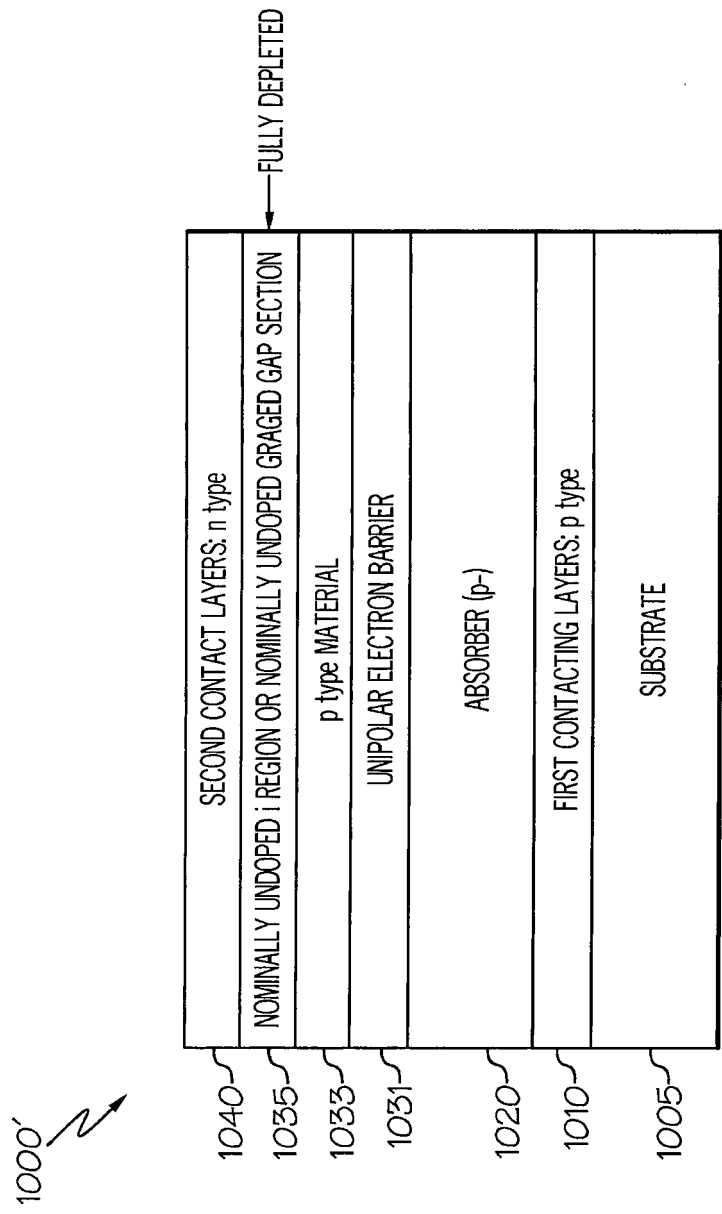 1000'
1040
SECOND CONTACT LAYERS: n type
1035
NOMINALLY UNDOPED i REGION OR NOMINALLY UNDOPED GRAGED GAP SECTION
FULLY DEPLETED
1033
p type MATERIAL
1031
UNIPOLAR ELECTRON BARRIER
1020
ABSORBER (p-)
1010
FIRST CONTACTING LAYERS: p type
1005
SUBSTRATE